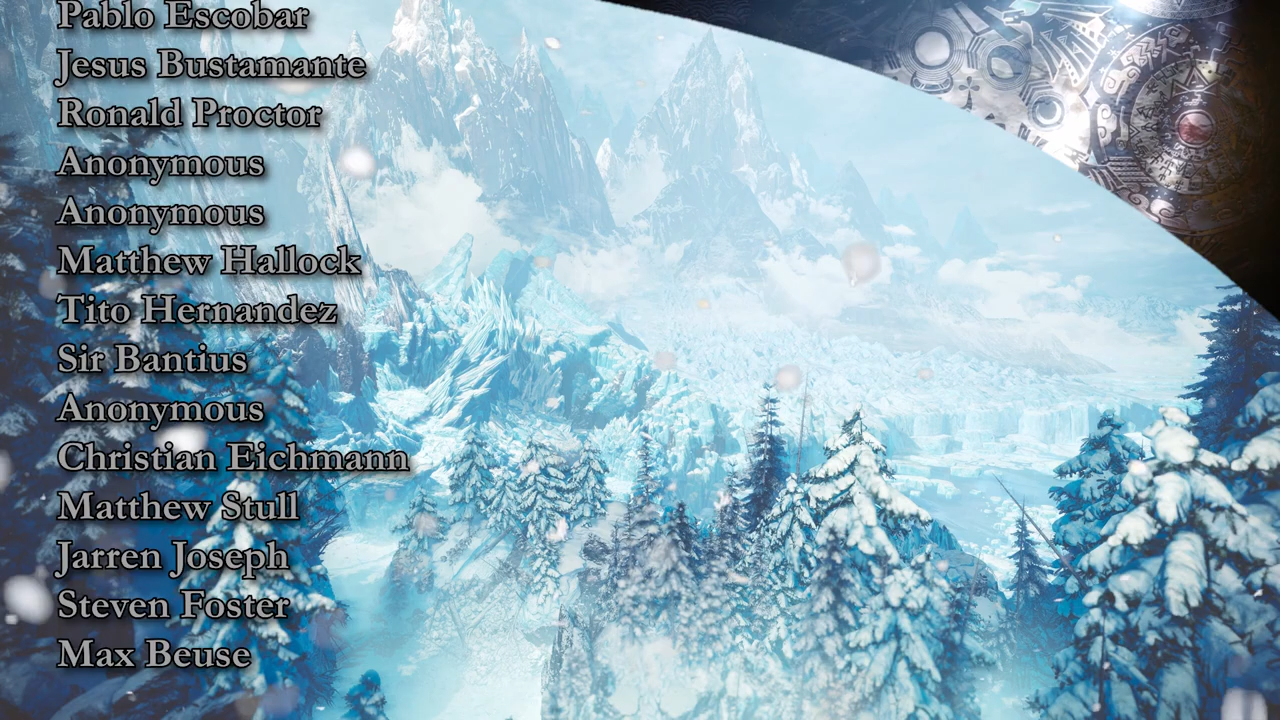 Pablo Escobar
Jesus Bustamante
Ronald Proctor
Anonymous
Anonymous
Matthew Hallock
Tito Hernandez
Sir Bantius
Anonymous
Christian Eichmann
Matthew Stull
Jarren Joseph
Steven Foster
Max Beuse